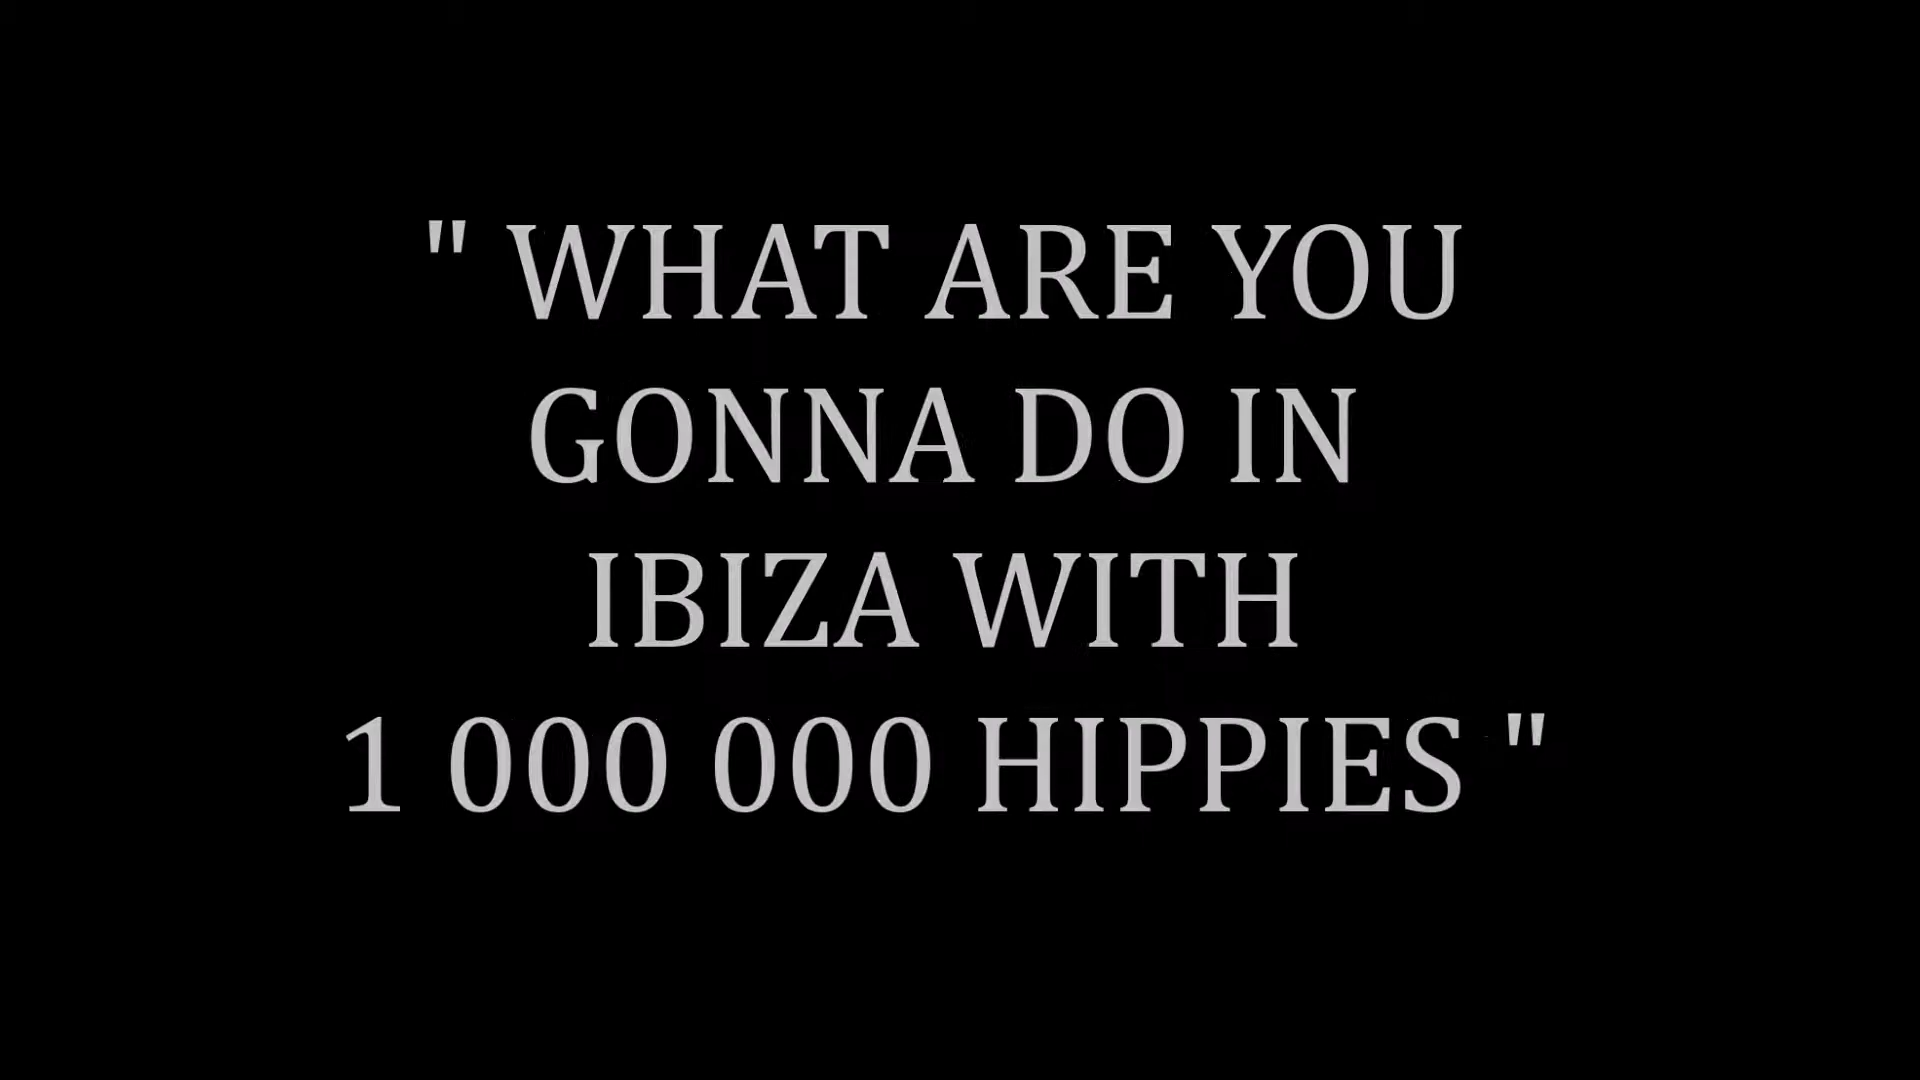 " WHAT ARE YOU
GONNA DO IN
IBIZA WITH
1 000 000 HIPPIES "